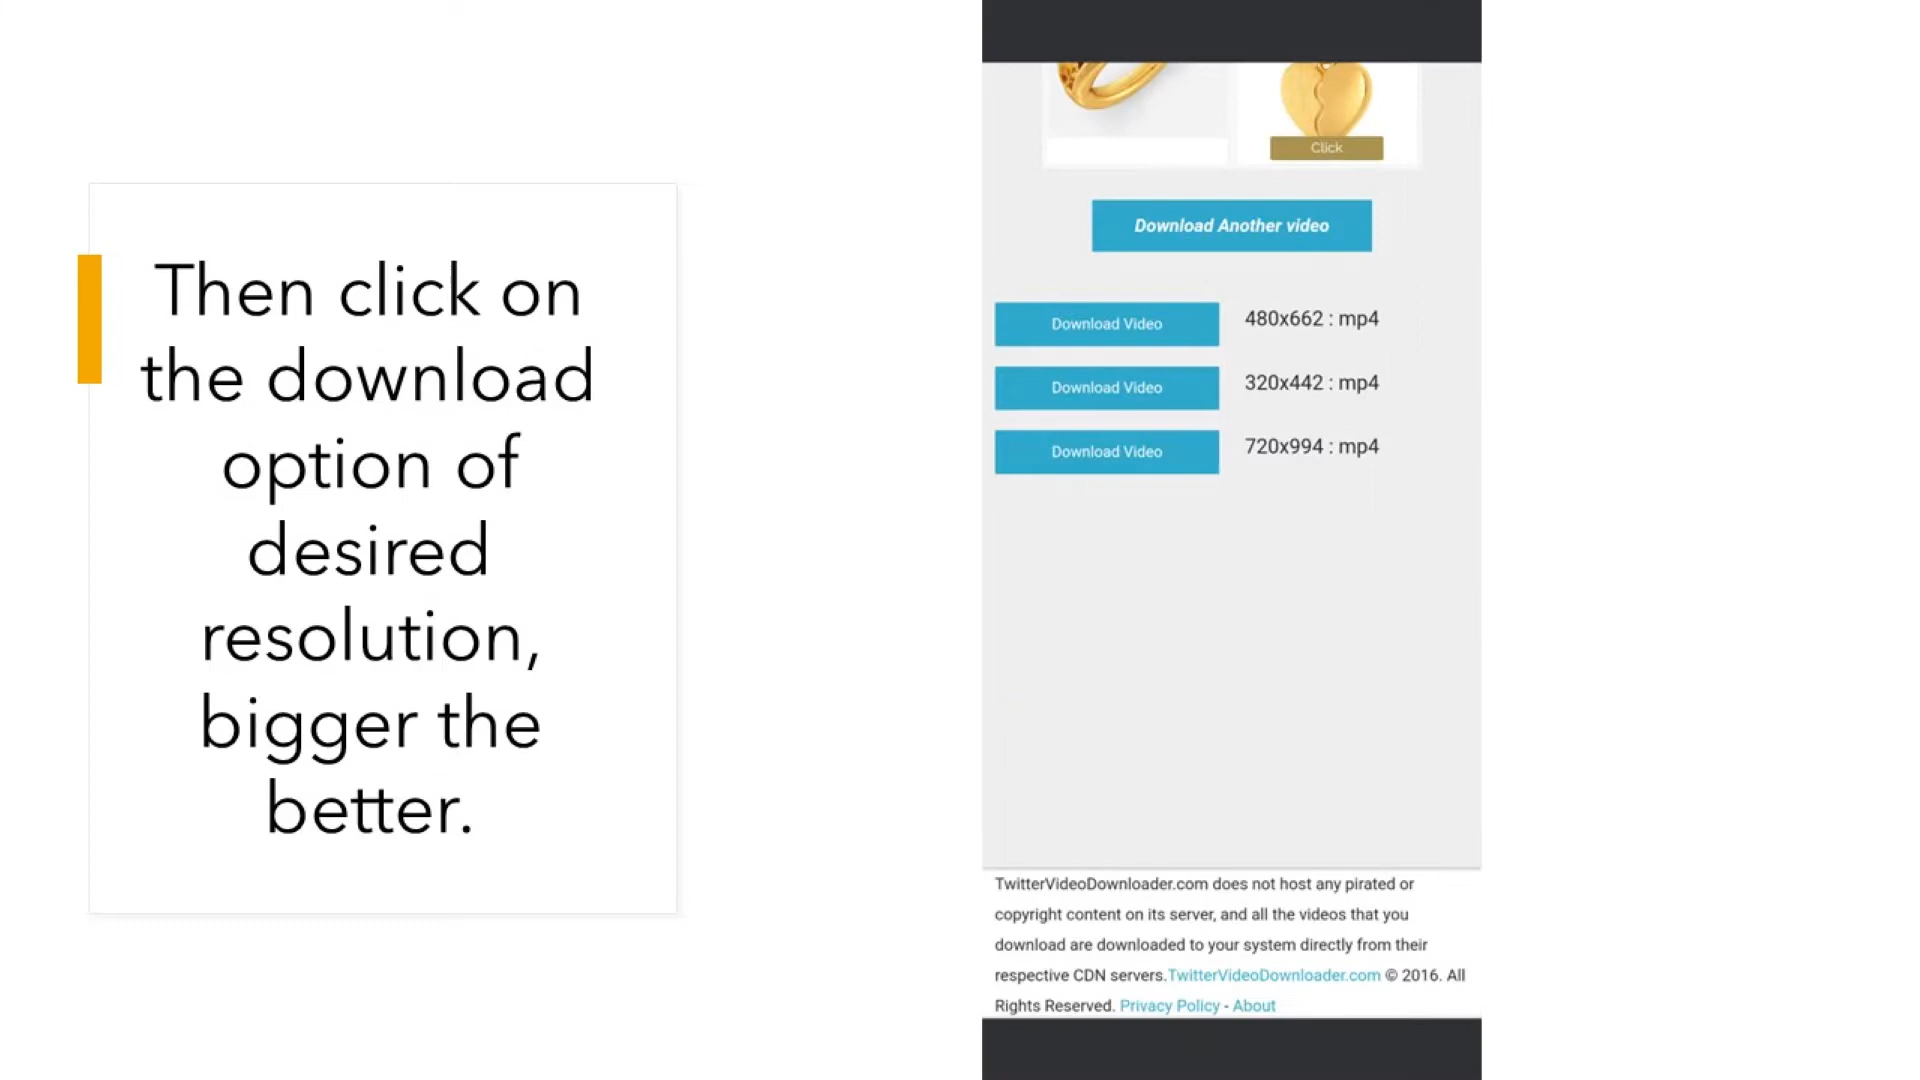 Then click on
the download
option of
desired
resolution,
bigger the
better.
Click
Download Another video
Download Video 480x662 : mp4
Download Video 320x442 : mp4
Download Video 720x994 : mp4
TwitterVideoDownloader.com does not host any pirated or
copyright content on its server, and all the videos that you
download are downloaded to your system directly from their
respective CDN servers.TwitterVideoDownloader.com © 2016. All
Rights Reserved. Privacy Policy - About